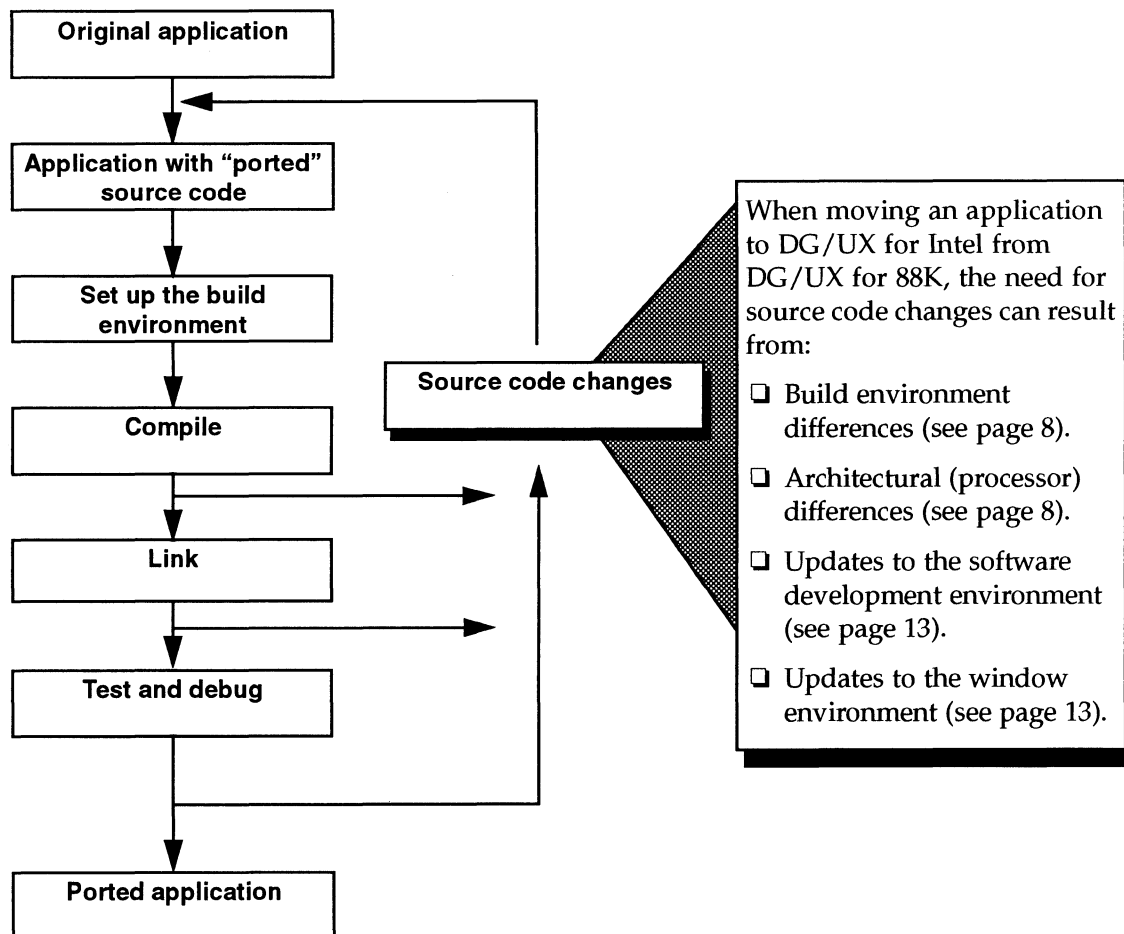 Original application
Application with “ported”
source code
Set up the build
environment
Compile
Link
Test and debug
Ported application
Source code changes
When moving an application
to DG/UX for Intel from
DG/UX for 88K, the need for
source code changes can result
from:
❏ Build environment
differences (see page 8).
❏ Architectural (processor)
differences (see page 8).
❏ Updates to the software
development environment
(see page 13).
❏ Updates to the window
environment (see page 13).